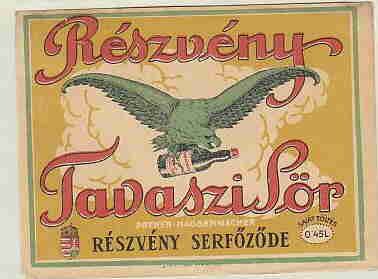 Részvény
Tavaszi Sör
DREHER-HAGGENMACHER
RÉSZVÉNY SERFŐZŐDE
SAJÁT TÖLTÉS
0·45L